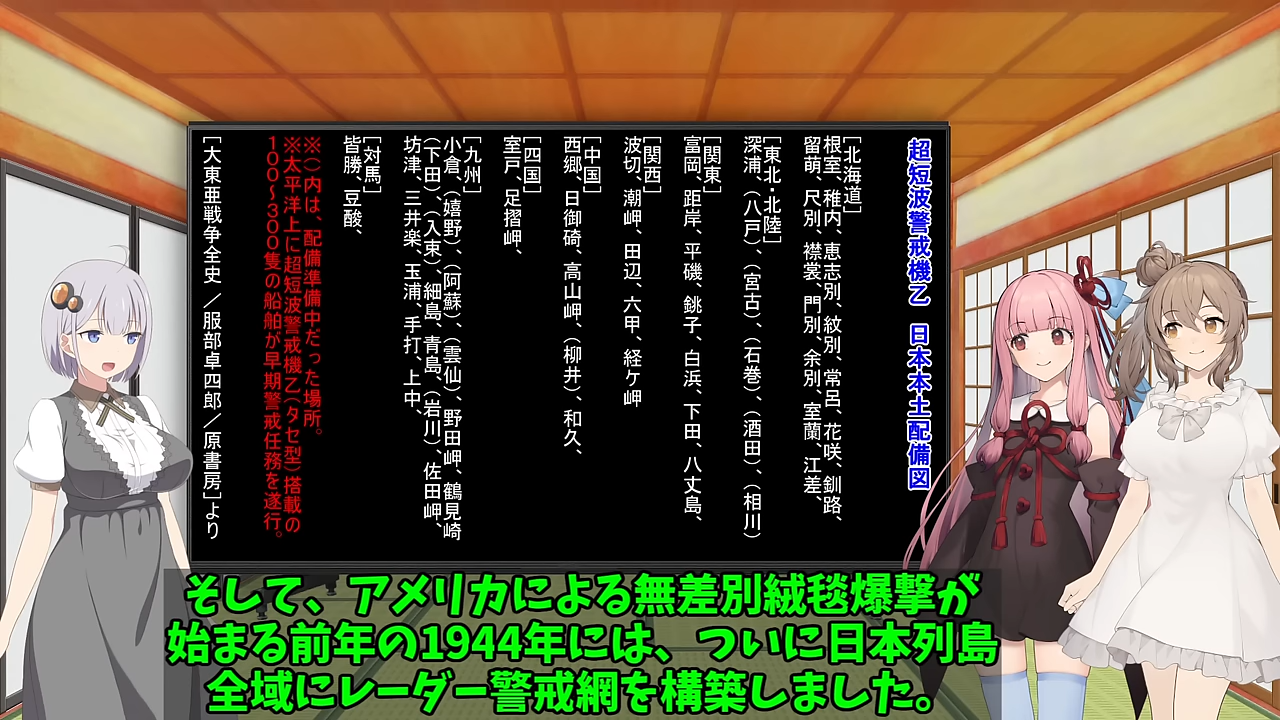 超短波警戒機乙 日本本土配備図
[北海道]
根室、稚内、恵志別、紋別、常呂、花咲、釧路、
留萌、尺別、襟裳、門別、余別、室蘭、江差、
[東北・北陸]
深浦、(八戸)、(宮古)、(石巻)、(酒田)、(相川)
[関東]
富岡、距岸、平磯、銚子、白浜、下田、八丈島、
[関西]
波切、潮岬、田辺、六甲、経ケ岬
[中国]
西郷、日御碕、高山岬、(柳井)、和久、
[四国]
室戸、足摺岬、
[九州]
小倉、(嬉野)、(阿蘇)、(雲仙)、野田岬、鶴見崎
(下田)、(入束)、細島、青島、(岩川)、佐田岬、
坊津、三井楽、玉浦、手打、上中、
[対馬]
皆勝、豆酸、
※()内は、配備準備中だった場所。
※太平洋上に超短波警戒機乙(タセ型)搭載の
100~300隻の船舶が早期警戒任務を遂行。
[大東亜戦争全史／服部卓四郎／原書房]より
そして、アメリカによる無差別絨毯爆撃が
始まる前年の1944年には、ついに日本列島
全域にレーダー警戒網を構築しました。